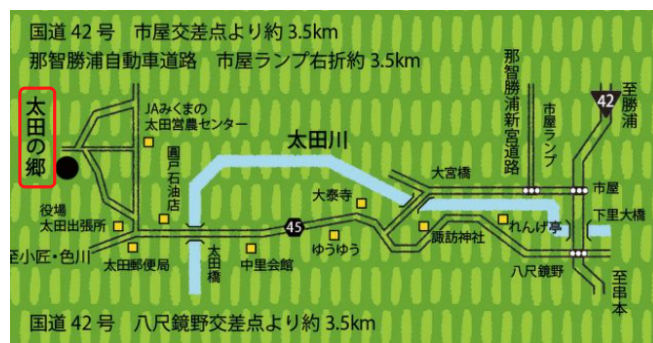 国道 42 号　市屋交差点より約 3.5km
那智勝浦自動車道路　市屋ランプ右折約 3.5km
太田の郷
JAみくまの
太田営農センター
圓戸石油店
太田川
那智勝浦新宮道路
市屋ランプ
42
至勝浦
大宮橋
大泰寺
市屋
役場
太田出張所
45
下里大橋
れんげ亭
諏訪神社
ゆうゆう
至小匠・色川
太田郵便局
太田橋
中里会館
八尺鏡野
至串本
国道 42 号　八尺鏡野交差点より約 3.5km